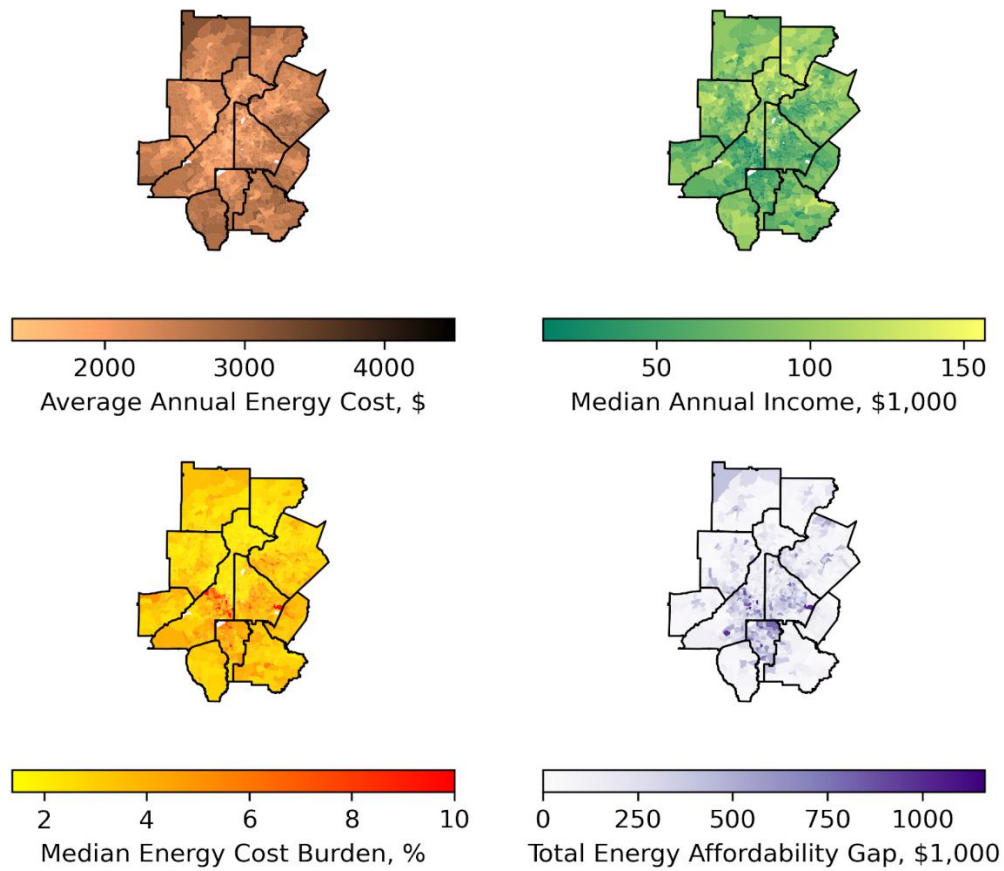 2000 3000 4000
Average Annual Energy Cost, $
50 100 150
Median Annual Income, $1,000
2 4 6 8 10
Median Energy Cost Burden, %
0 250 500 750 1000
Total Energy Affordability Gap, $1,000